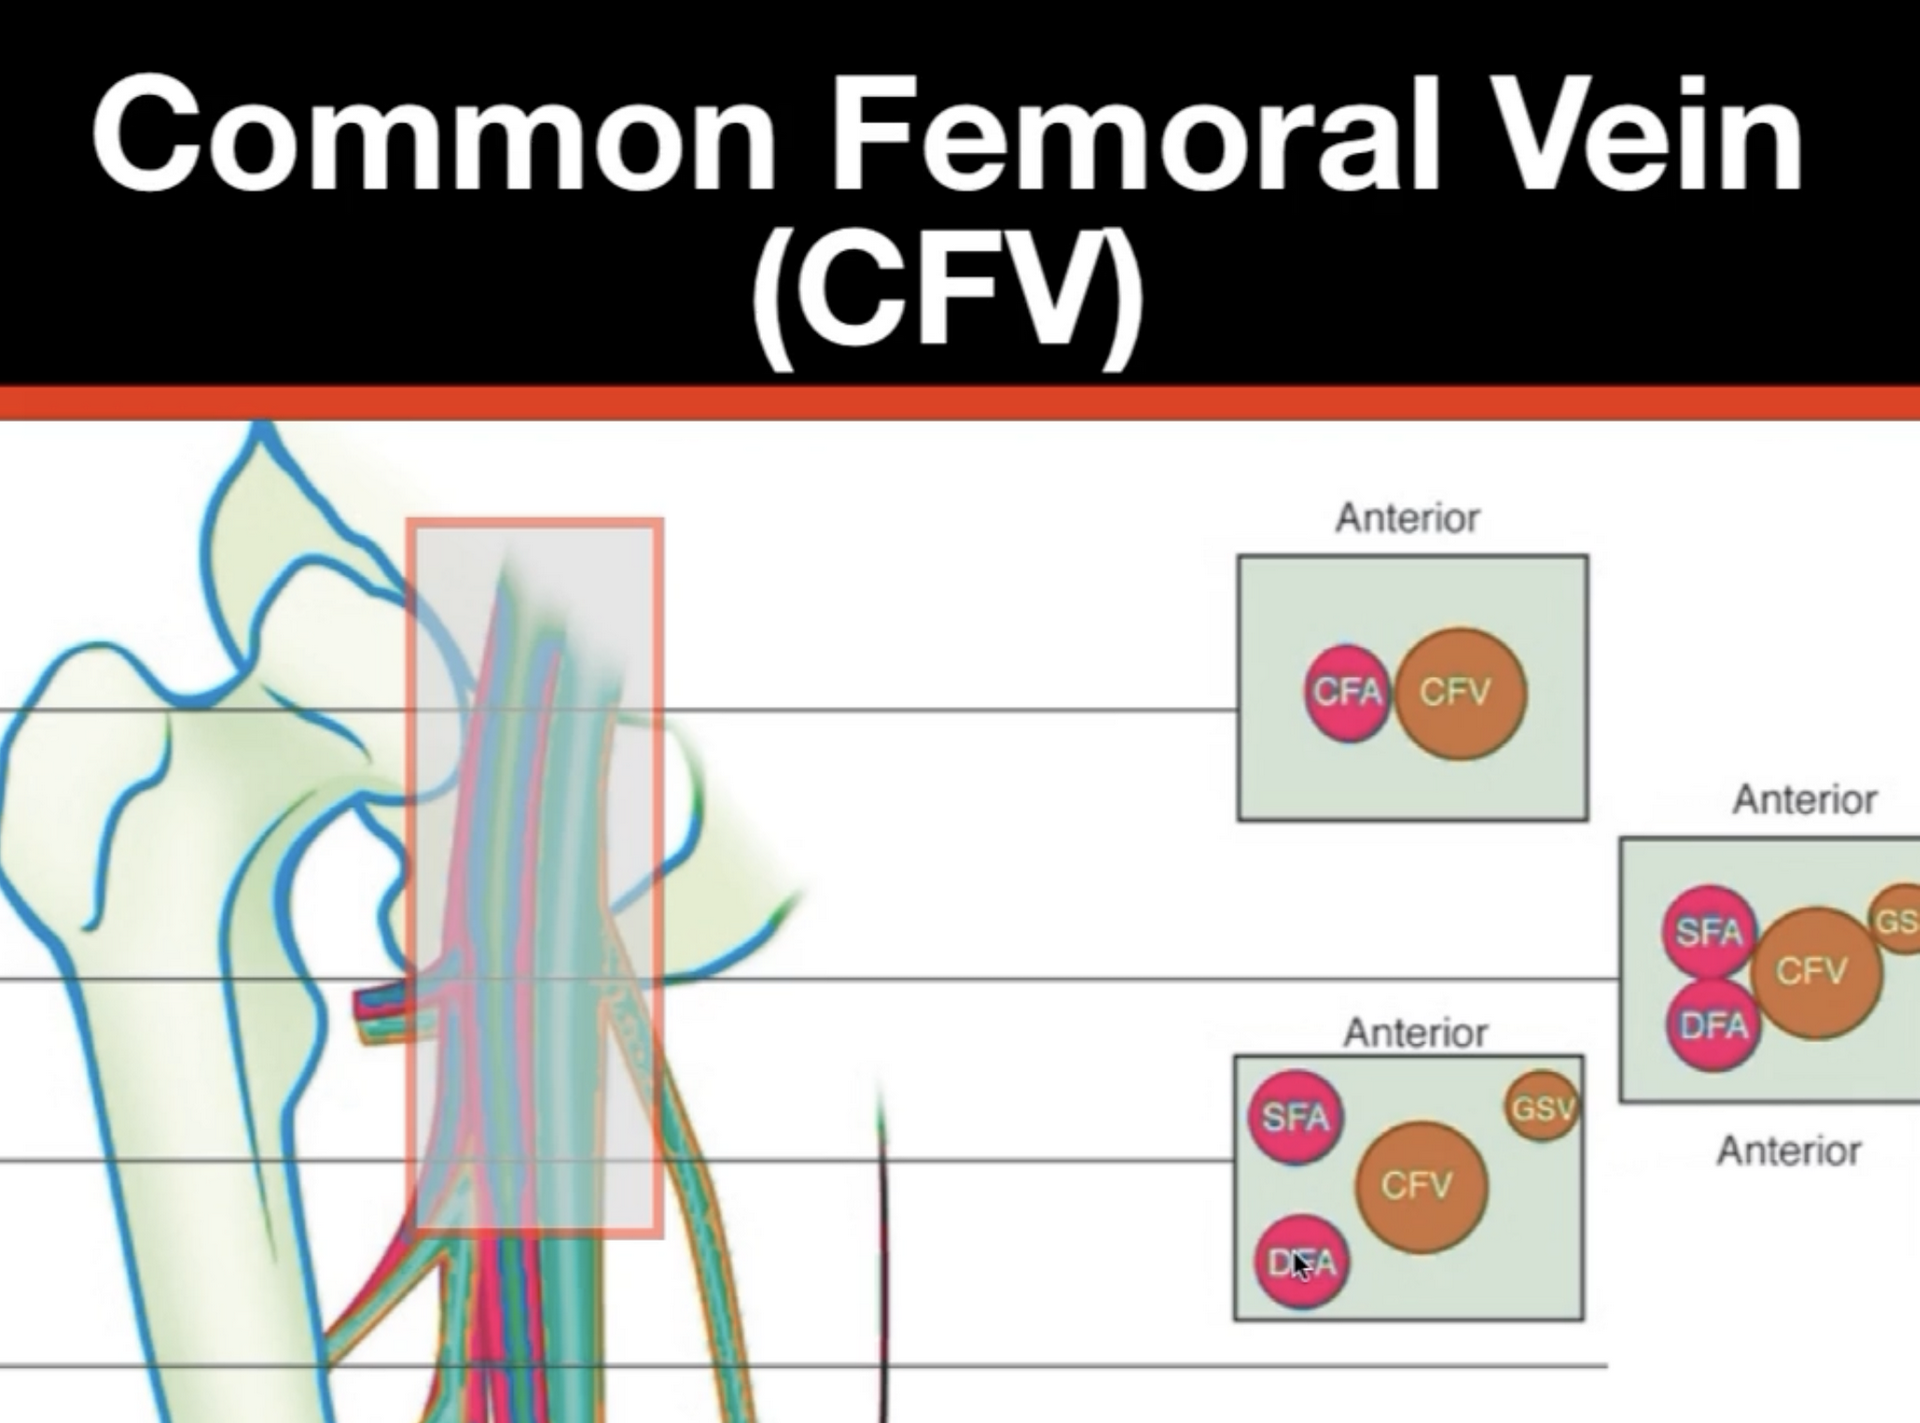 Common Femoral Vein
(CFV)
Anterior
CFA CFV
Anterior
SFA GS
CFV
DFA
Anterior
SFA GSV
CFV
DFA
Anterior